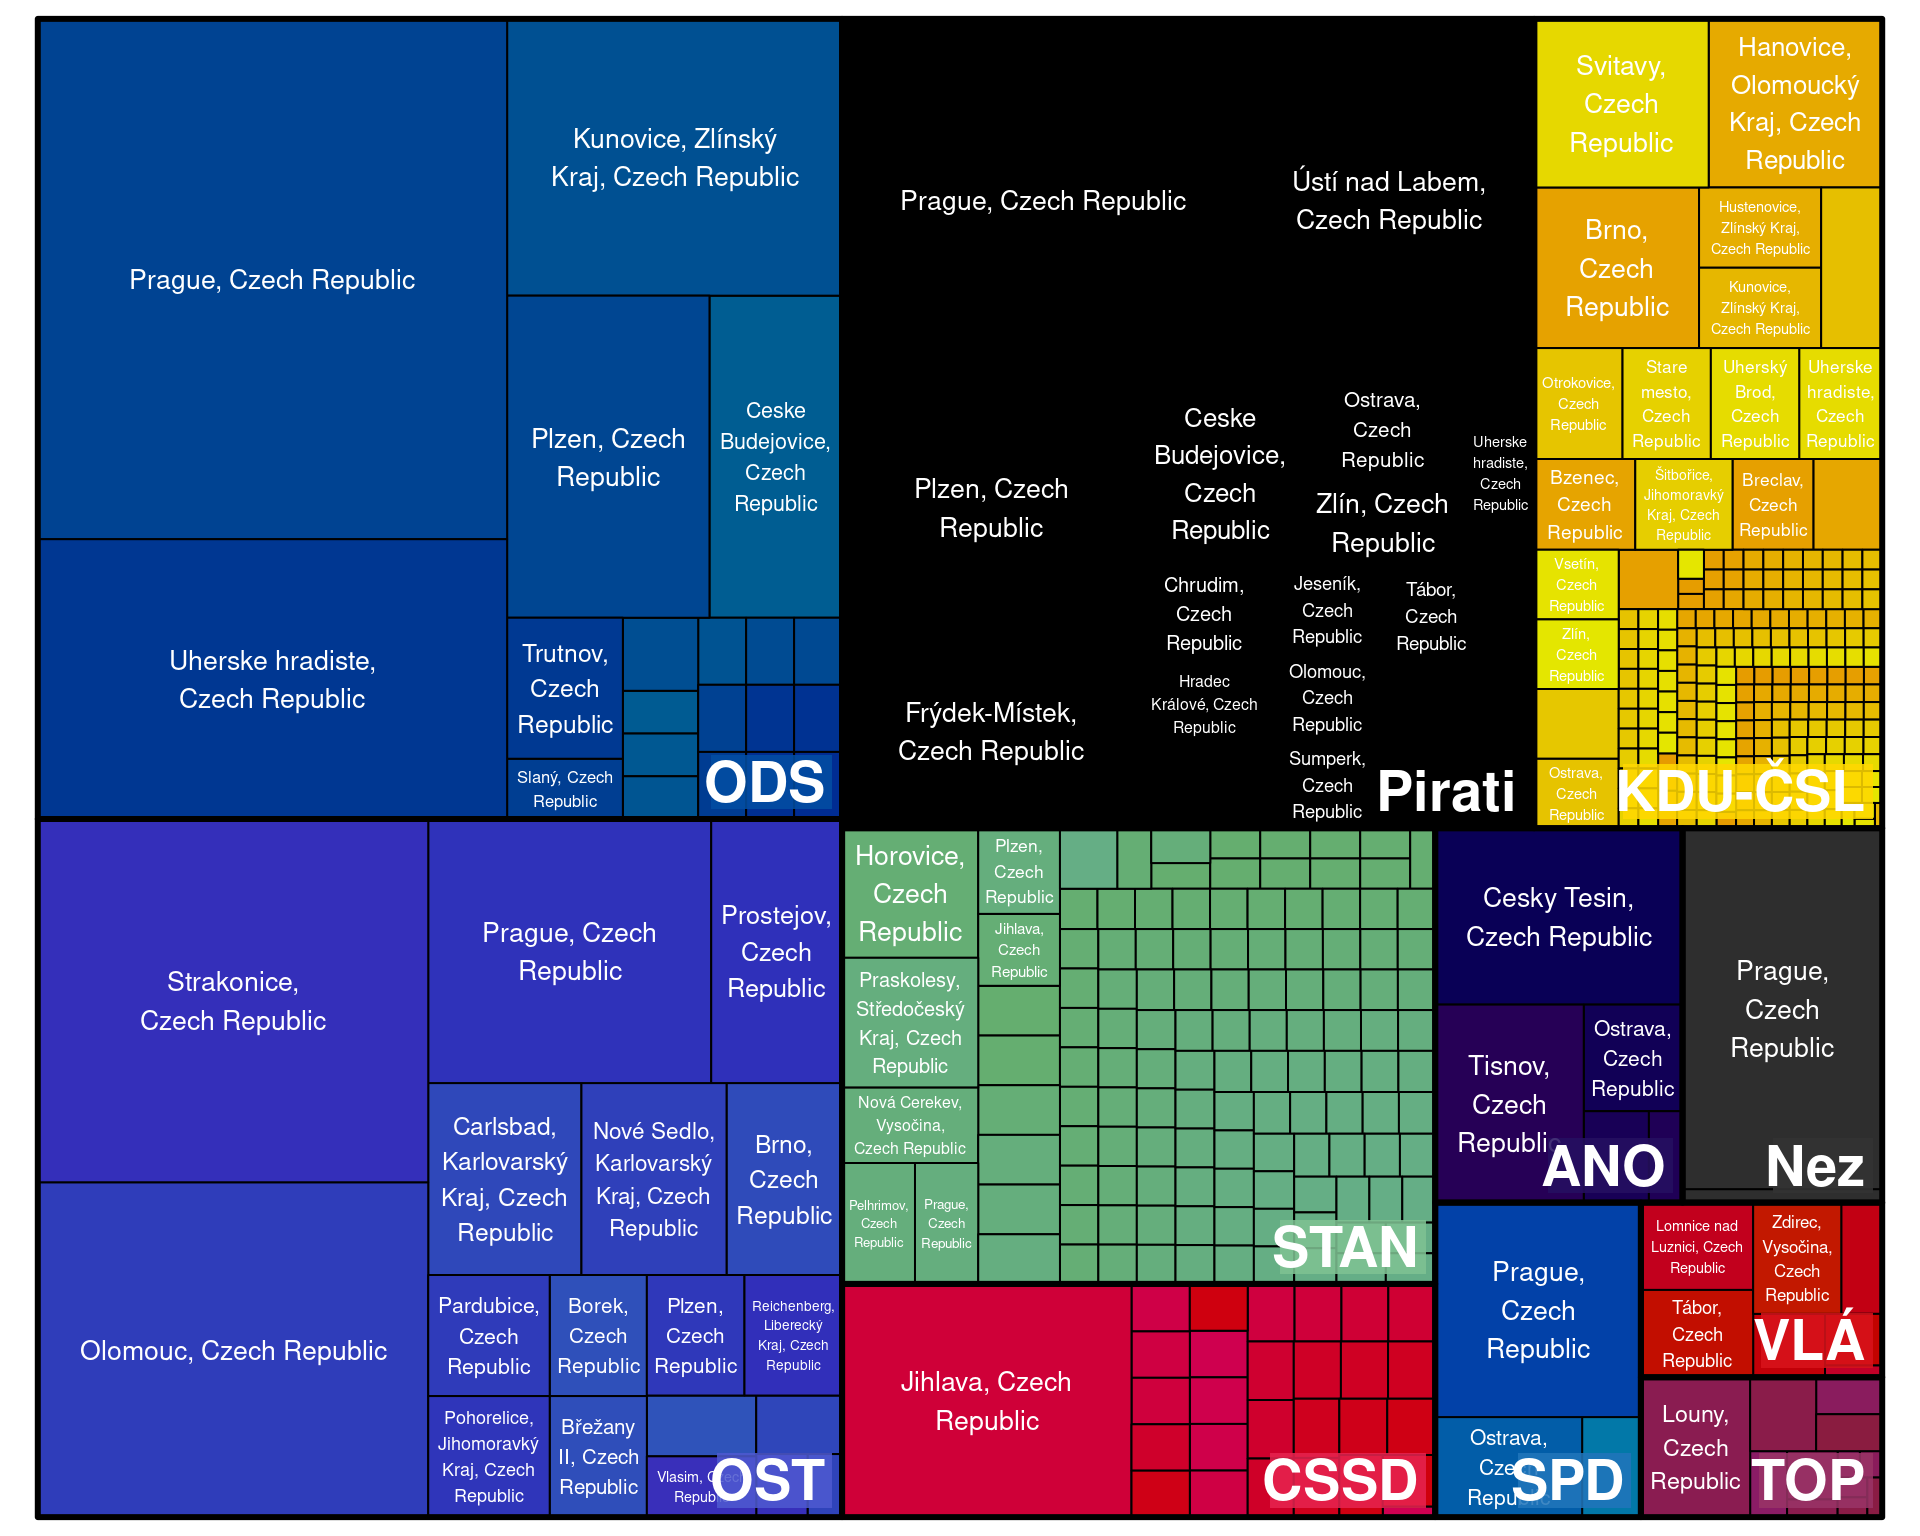 Prague, Czech Republic
Kunovice, Zlínský
Kraj, Czech Republic
Plzen, Czech
Republic
Ceske
Budejovice,
Czech
Republic
Uherske hradiste,
Czech Republic
Trutnov,
Czech
Republic
Slaný, Czech
Republic
ODS
Prague, Czech Republic
Ústí nad Labem,
Czech Republic
Plzen, Czech
Republic
Ceske
Budejovice,
Czech
Republic
Ostrava,
Czech
Republic
Uherske
hradiste,
Czech
Republic
Zlín, Czech
Republic
Frýdek-Místek,
Czech Republic
Chrudim,
Czech
Republic
Jeseník,
Czech
Republic
Tábor,
Czech
Republic
Hradec
Králové, Czech
Republic
Olomouc,
Czech
Republic
Sumperk,
Czech
Republic
Pirati
Svitavy,
Czech
Republic
Hanovice,
Olomoucký
Kraj, Czech
Republic
Brno,
Czech
Republic
Hustenovice,
Zlínský Kraj,
Czech Republic
Kunovice,
Zlínský Kraj,
Czech Republic
Otrokovice,
Czech
Republic
Stare
mesto,
Czech
Republic
Uherský
Brod,
Czech
Republic
Uherske
hradiste,
Czech
Republic
Bzenec,
Czech
Republic
Šitbořice,
Jihomoravký
Kraj, Czech
Republic
Breclav,
Czech
Republic
Vsetín,
Czech
Republic
Zlín,
Czech
Republic
Ostrava,
Czech
Republic
KDU-ČSL
Strakonice,
Czech Republic
Prague, Czech
Republic
Prostejov,
Czech
Republic
Olomouc, Czech Republic
Carlsbad,
Karlovarský
Kraj, Czech
Republic
Nové Sedlo,
Karlovarský
Kraj, Czech
Republic
Brno,
Czech
Republic
Pardubice,
Czech
Republic
Borek,
Czech
Republic
Plzen,
Czech
Republic
Reichenberg,
Liberecký
Kraj, Czech
Republic
Pohorelice,
Jihomoravký
Kraj, Czech
Republic
Břežany
II, Czech
Republic
Vlasim, Czech
Republic
OST
Horovice,
Czech
Republic
Plzen,
Czech
Republic
Jihlava,
Czech
Republic
Praskolesy,
Středočeský
Kraj, Czech
Republic
Nová Cerekev,
Vysočina,
Czech Republic
Pelhrimov,
Czech
Republic
Prague,
Czech
Republic
STAN
Jihlava, Czech
Republic
CSSD
Cesky Tesin,
Czech Republic
Tisnov,
Czech
Republic
Ostrava,
Czech
Republic
ANO
Prague,
Czech
Republic
Nez
Prague,
Czech
Republic
Ostrava,
Czech
Republic
SPD
Lomnice nad
Luznici, Czech
Republic
Zdirec,
Vysočina,
Czech
Republic
Tábor,
Czech
Republic
VLÁ
Louny,
Czech
Republic
TOP